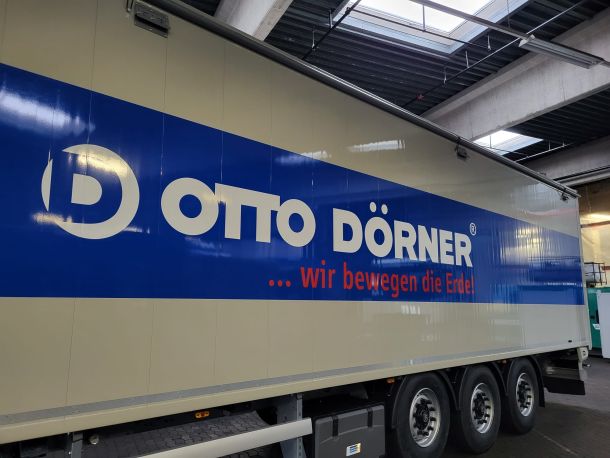 D OTTO DÖRNER®
... wir bewegen die Erde!